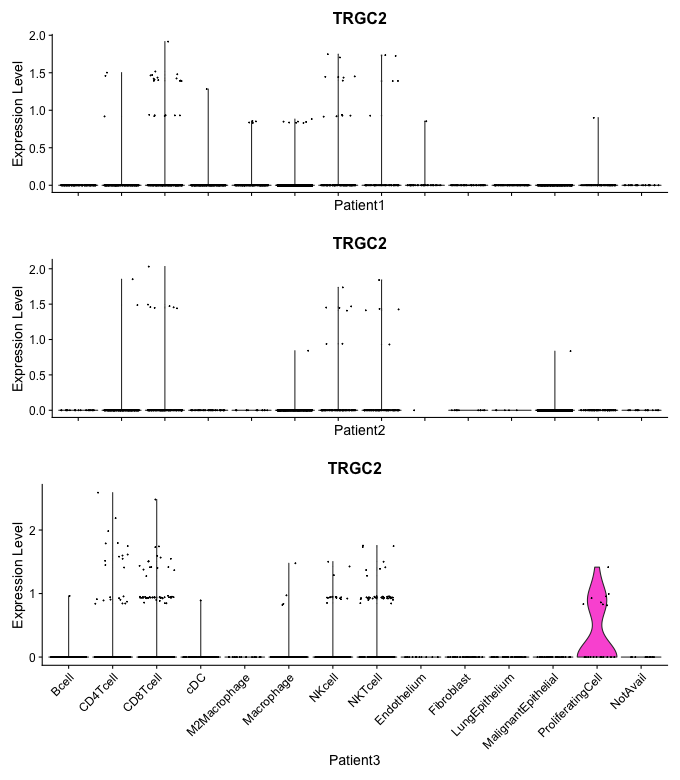 TRGC2
Expression Level
2.0
1.5
1.0
0.5
0.0
Patient1
TRGC2
Expression Level
2.0
1.5
1.0
0.5
0.0
Patient2
TRGC2
Expression Level
2
1
0
Bcell
CD4Tcell
CD8Tcell
cDC
M2Macrophage
Macrophage
NKcell
NKTcell
Endothelium
Fibroblast
LungEpithelium
MalignantEpithelial
ProliferatingCell
NotAvail
Patient3